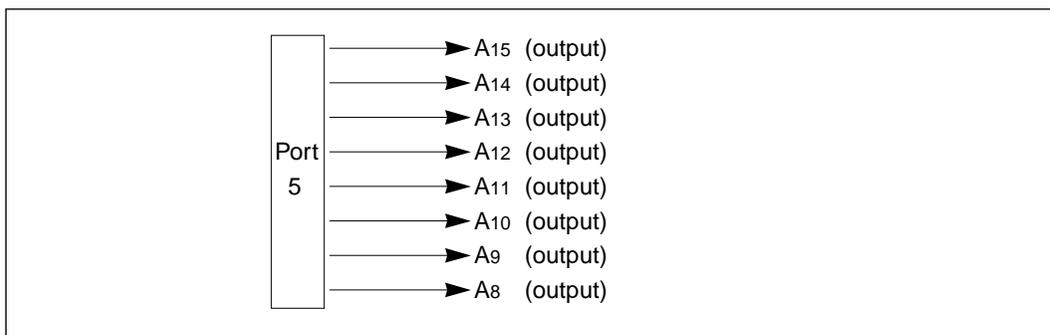 A15 (output)
A14 (output)
A13 (output)
Port
A12 (output)
5
A11 (output)
A10 (output)
A9 (output)
A8 (output)